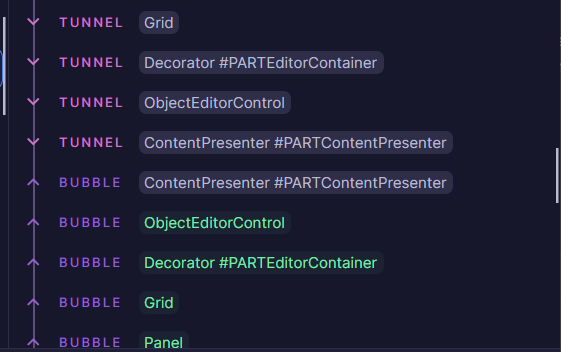 TUNNEL Grid
TUNNEL Decorator #PARTEditorContainer
TUNNEL ObjectEditorControl
TUNNEL ContentPresenter #PARTContentPresenter
BUBBLE ContentPresenter #PARTContentPresenter
BUBBLE ObjectEditorControl
BUBBLE Decorator #PARTEditorContainer
BUBBLE Grid
BUBBLE Panel